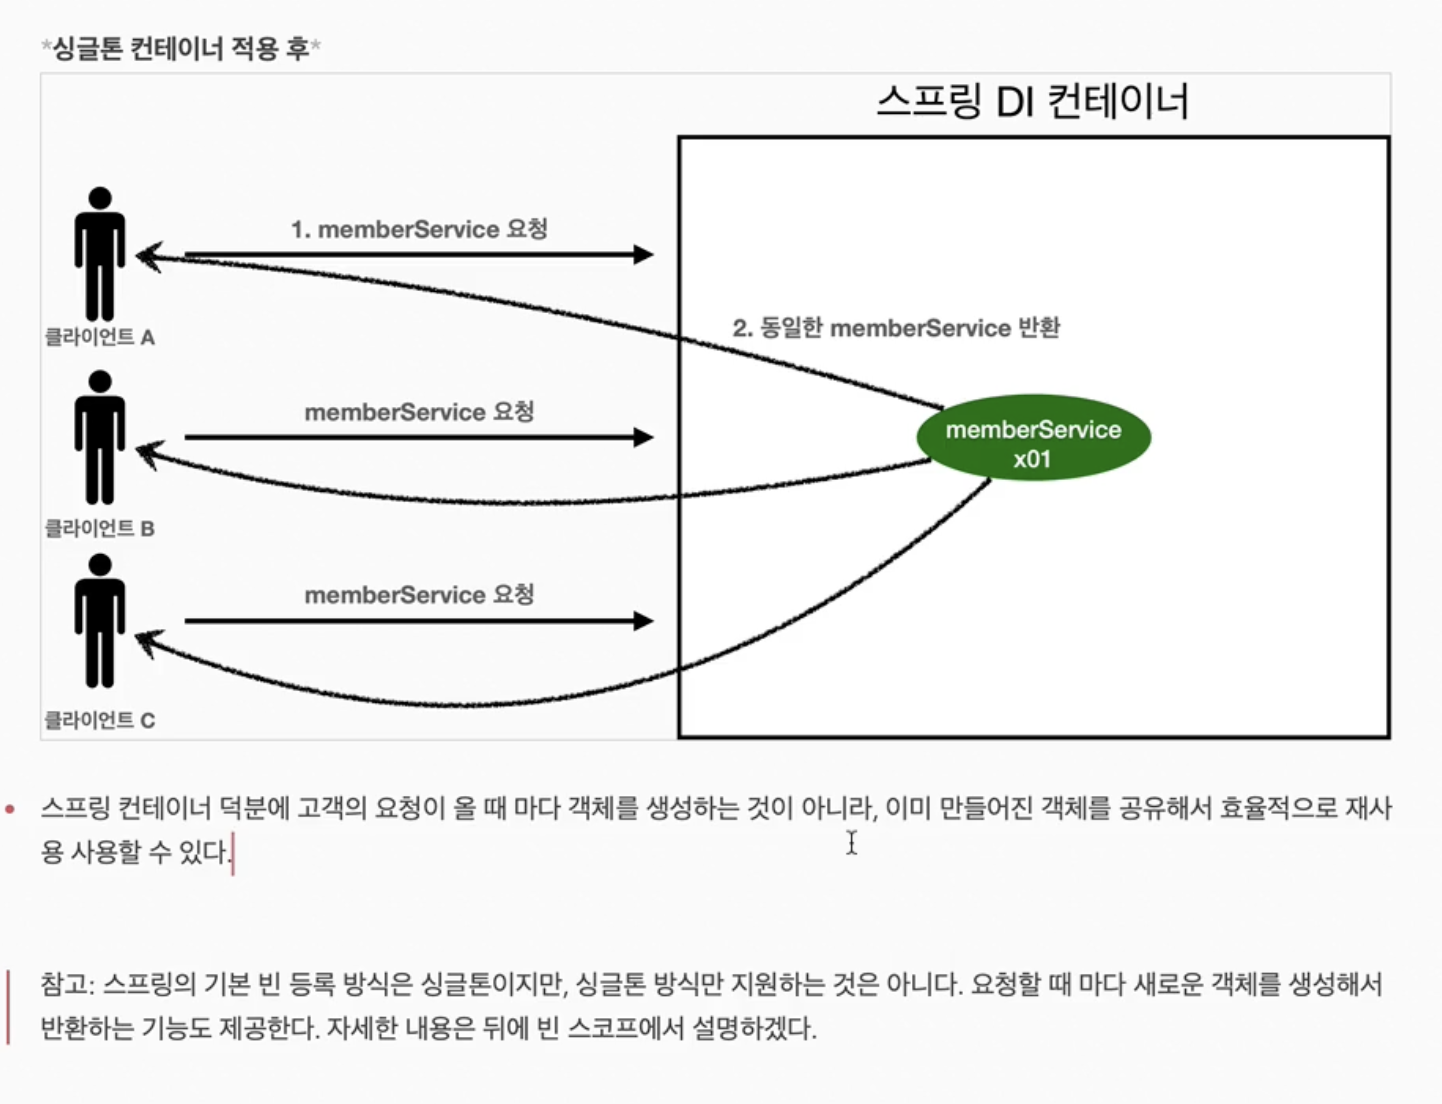 *싱글톤 컨테이너 적용 후*
스프링 DI 컨테이너
1. memberService 요청
클라이언트 A
2. 동일한 memberService 반환
memberService 요청
memberService
x01
클라이언트 B
memberService 요청
클라이언트 C
스프링 컨테이너 덕분에 고객의 요청이 올 때 마다 객체를 생성하는 것이 아니라, 이미 만들어진 객체를 공유해서 효율적으로 재사
용 사용할 수 있다.
참고: 스프링의 기본 빈 등록 방식은 싱글톤이지만, 싱글톤 방식만 지원하는 것은 아니다. 요청할 때 마다 새로운 객체를 생성해서
반환하는 기능도 제공한다. 자세한 내용은 뒤에 빈 스코프에서 설명하겠다.